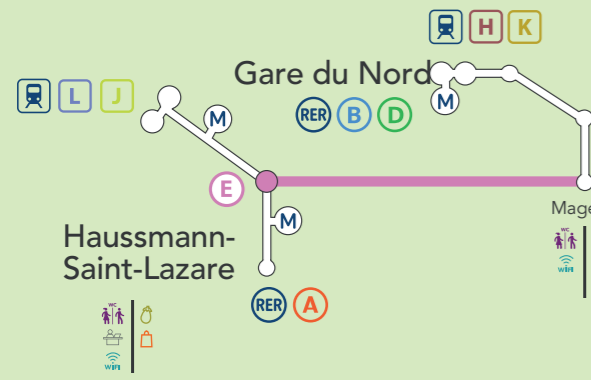 H K
Gare du Nord
L J
M
M
RER B D
E
Mage
M
Haussmann-
Saint-Lazare
WC
WiFi
RER A
WC
WiFi